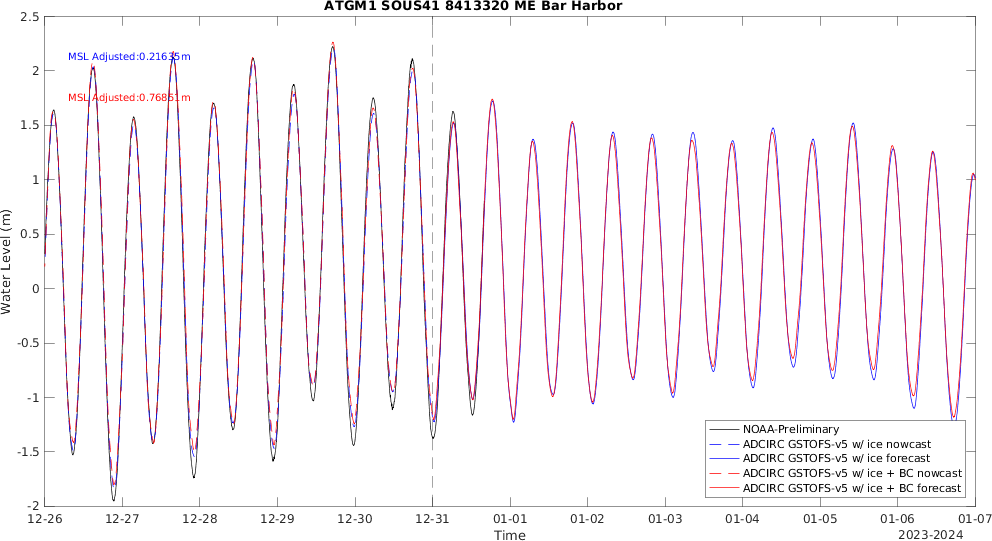 ATGM1 SOUS41 8413320 ME Bar Harbor
2.5
2
1.5
1
0.5
0
-0.5
-1
-1.5
-2
Water Level (m)
MSL Adjusted:0.21635m
MSL Adjusted:0.76851m
NOAA-Preliminary
ADCIRC GSTOFS-v5 w/ ice nowcast
ADCIRC GSTOFS-v5 w/ ice forecast
ADCIRC GSTOFS-v5 w/ ice + BC nowcast
ADCIRC GSTOFS-v5 w/ ice + BC forecast
12-26 12-27 12-28 12-29 12-30 12-31 01-01 01-02 01-03 01-04 01-05 01-06 01-07
Time
2023-2024